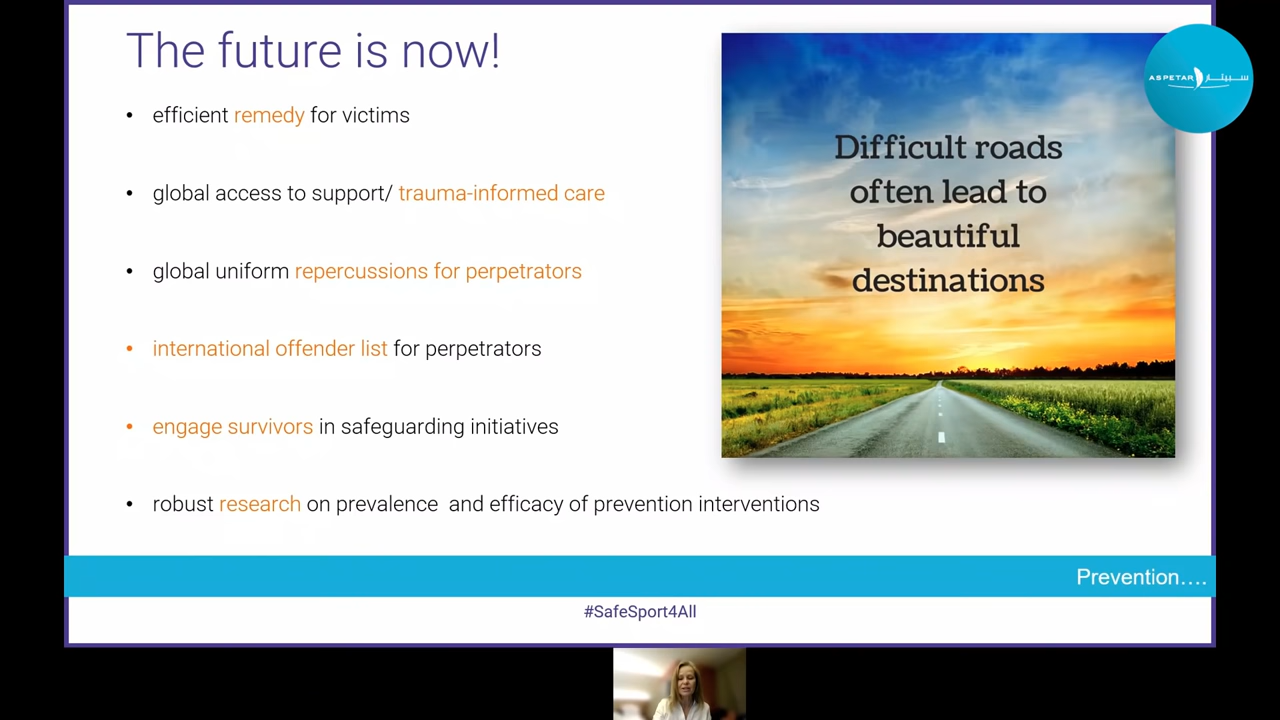 The future is now!
• efficient remedy for victims
• global access to support/ trauma-informed care
• global uniform repercussions for perpetrators
• international offender list for perpetrators
• engage survivors in safeguarding initiatives
• robust research on prevalence  and efficacy of prevention interventions
Difficult roads
often lead to
beautiful
destinations
ASPETAR سبيتار
Prevention....
#SafeSport4All